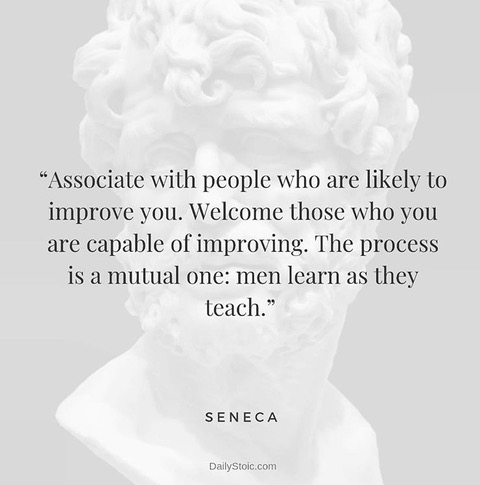 “Associate with people who are likely to
improve you. Welcome those who you
are capable of improving. The process
is a mutual one: men learn as they
teach.”
SENECA
DailyStoic.com